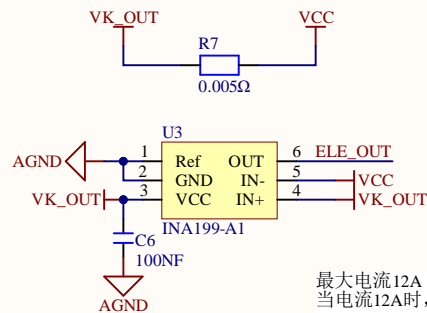 VK_OUT
VCC
R7
0.005Ω
U3
1 Ref OUT 6 ELE_OUT
AGND
2 GND IN- 5 VCC
VK_OUT 3 VCC IN+ 4 VK_OUT
INA199-A1
C6
100NF
AGND
最大电流12A
当电流12A时，